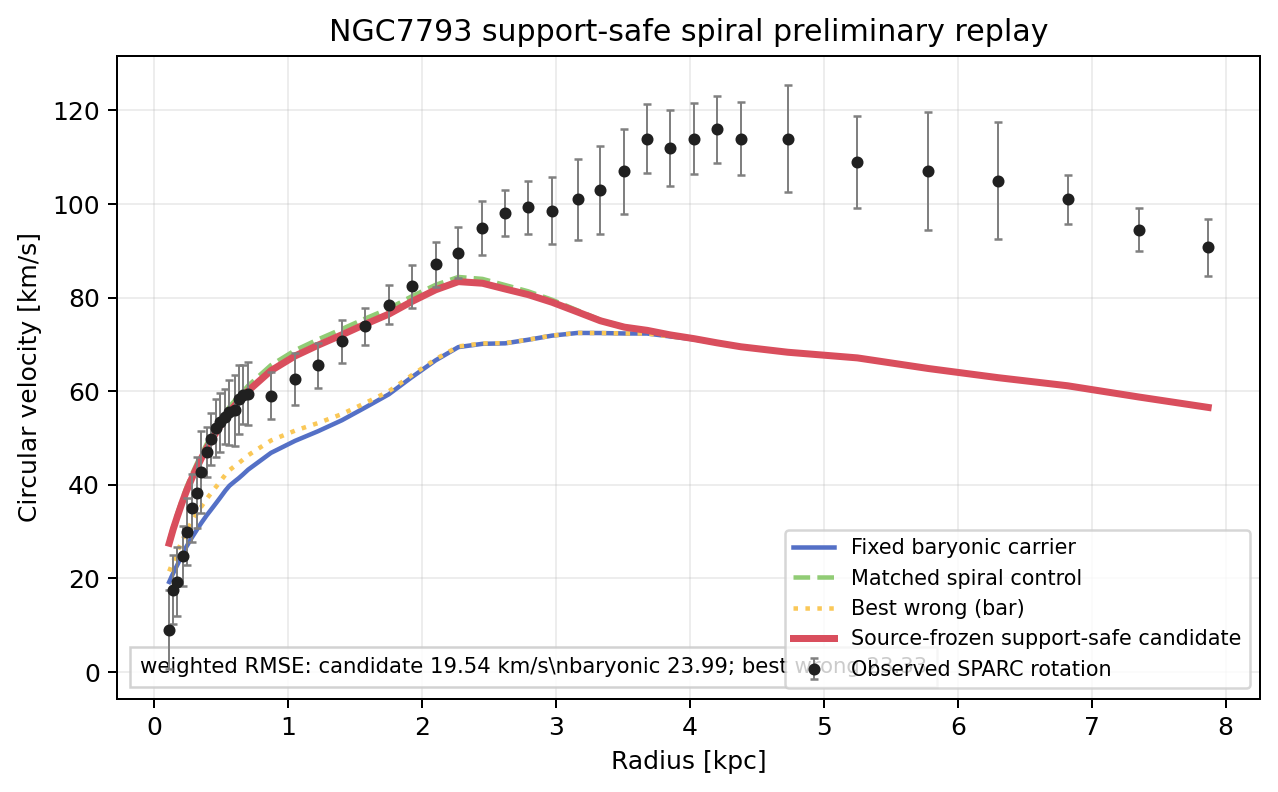 NGC7793 support-safe spiral preliminary replay
Circular velocity [km/s]
120
100
80
60
40
20
0
Fixed baryonic carrier
Matched spiral control
Best wrong (bar)
Source-frozen support-safe candidate
Observed SPARC rotation
weighted RMSE: candidate 19.54 km/s\nbaryonic 23.99; best wrong
0 1 2 3 4 5 6 7 8
Radius [kpc]